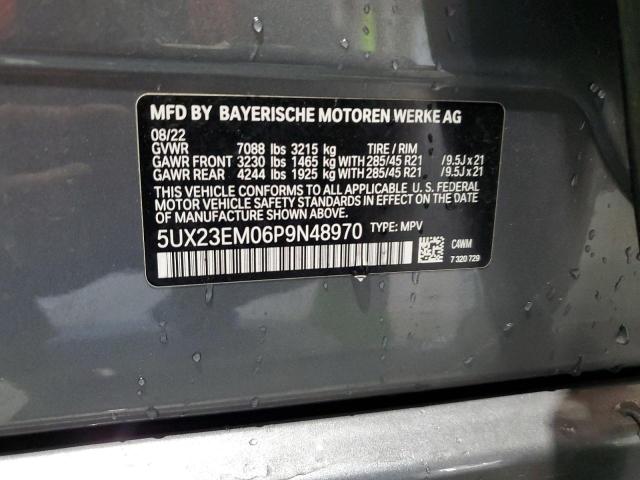 MFD BY BAYERISCHE MOTOREN WERKE AG
08/22
GVWR 7088 lbs 3215 kg TIRE / RIM
GAWR FRONT 3230 lbs 1465 kg WITH 285/45 R21 /9.5J x 21
GAWR REAR 4244 lbs 1925 kg WITH 285/45 R21 /9.5J x 21
THIS VEHICLE CONFORMS TO ALL APPLICABLE U. S. FEDERAL
MOTOR VEHICLE SAFETY STANDARDS IN EFFECT ON THE DATE
OF MANUFACTURE SHOWN ABOVE.
5UX23EM06P9N48970 TYPE: MPV
C4WM
7 320 729